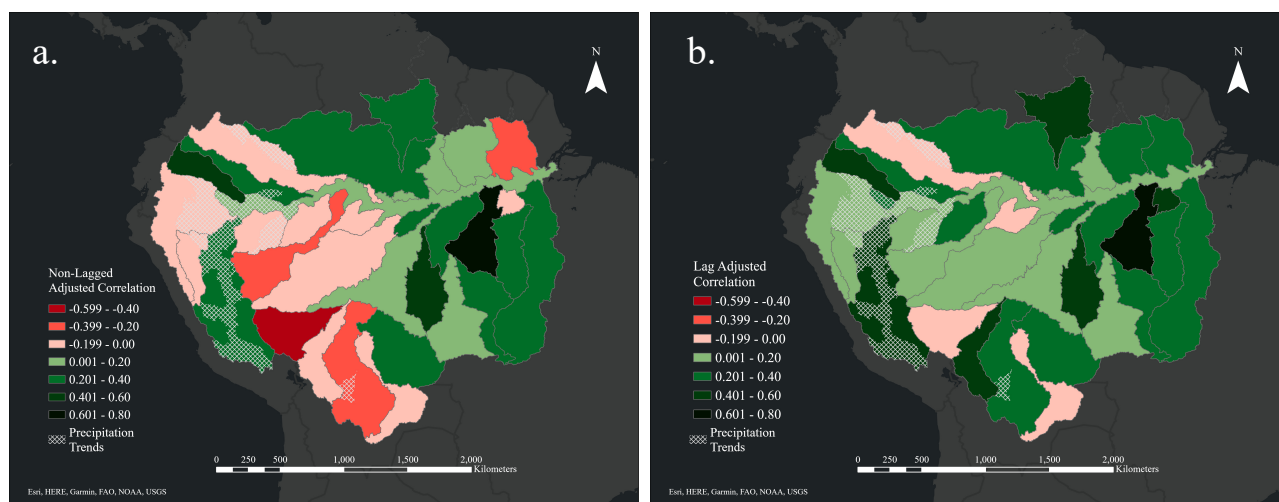 a.
N
Non-Lagged
Adjusted Correlation
-0.599 - -0.40
-0.399 - -0.20
-0.199 - 0.00
0.001 - 0.20
0.201 - 0.40
0.401 - 0.60
0.601 - 0.80
Precipitation
Trends
0 250 500 1,000 1,500 2,000
Kilometers
Esri, HERE, Garmin, FAO, NOAA, USGS
b.
N
Lag Adjusted
Correlation
-0.599 - -0.40
-0.399 - -0.20
-0.199 - 0.00
0.001 - 0.20
0.201 - 0.40
0.401 - 0.60
0.601 - 0.80
Precipitation
Trends
0 250 500 1,000 1,500 2,000
Kilometers
Esri, HERE, Garmin, FAO, NOAA, USGS